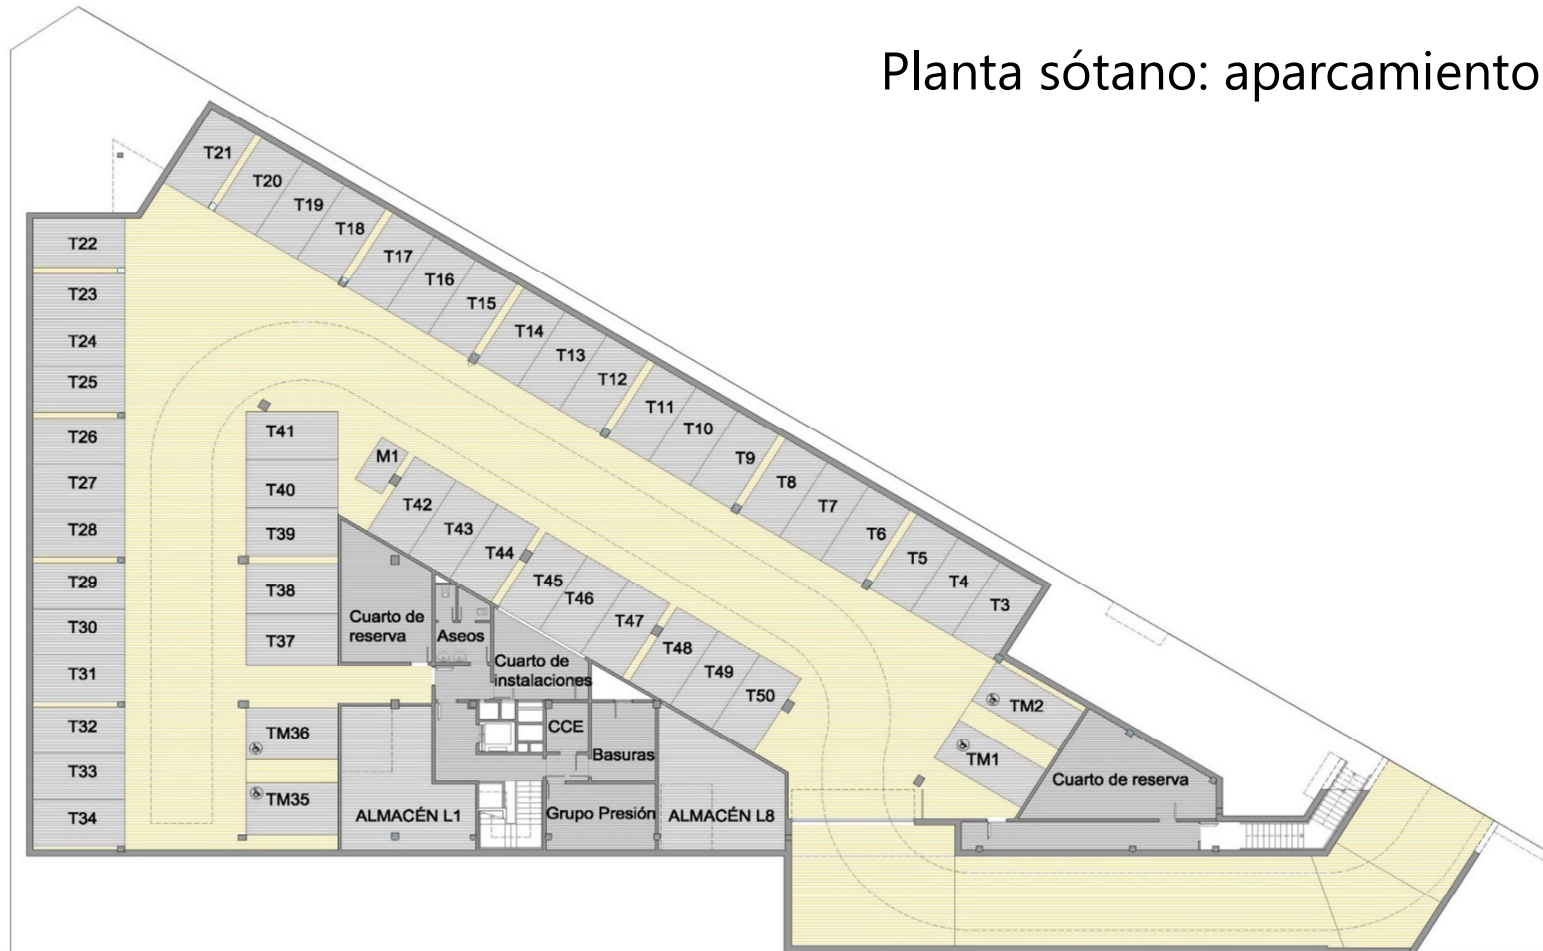 Planta sótano: aparcamiento
T21
T20
T19
T18
T17
T16
T15
T14
T13
T12
T11
T10
T9
T8
T7
T6
T5
T4
T3
TM2
TM1
Cuarto de reserva
T22
T23
T24
T25
T26
T27
T28
T29
T30
T31
T32
T33
T34
T41
T40
T39
T38
T37
TM36
TM35
M1
T42
T43
T44
T45
T46
T47
T48
T49
T50
Cuarto de
reserva
Aseos
Cuarto de
instalaciones
CCE
Basuras
ALMACÉN L1
Grupo Presión
ALMACÉN L8